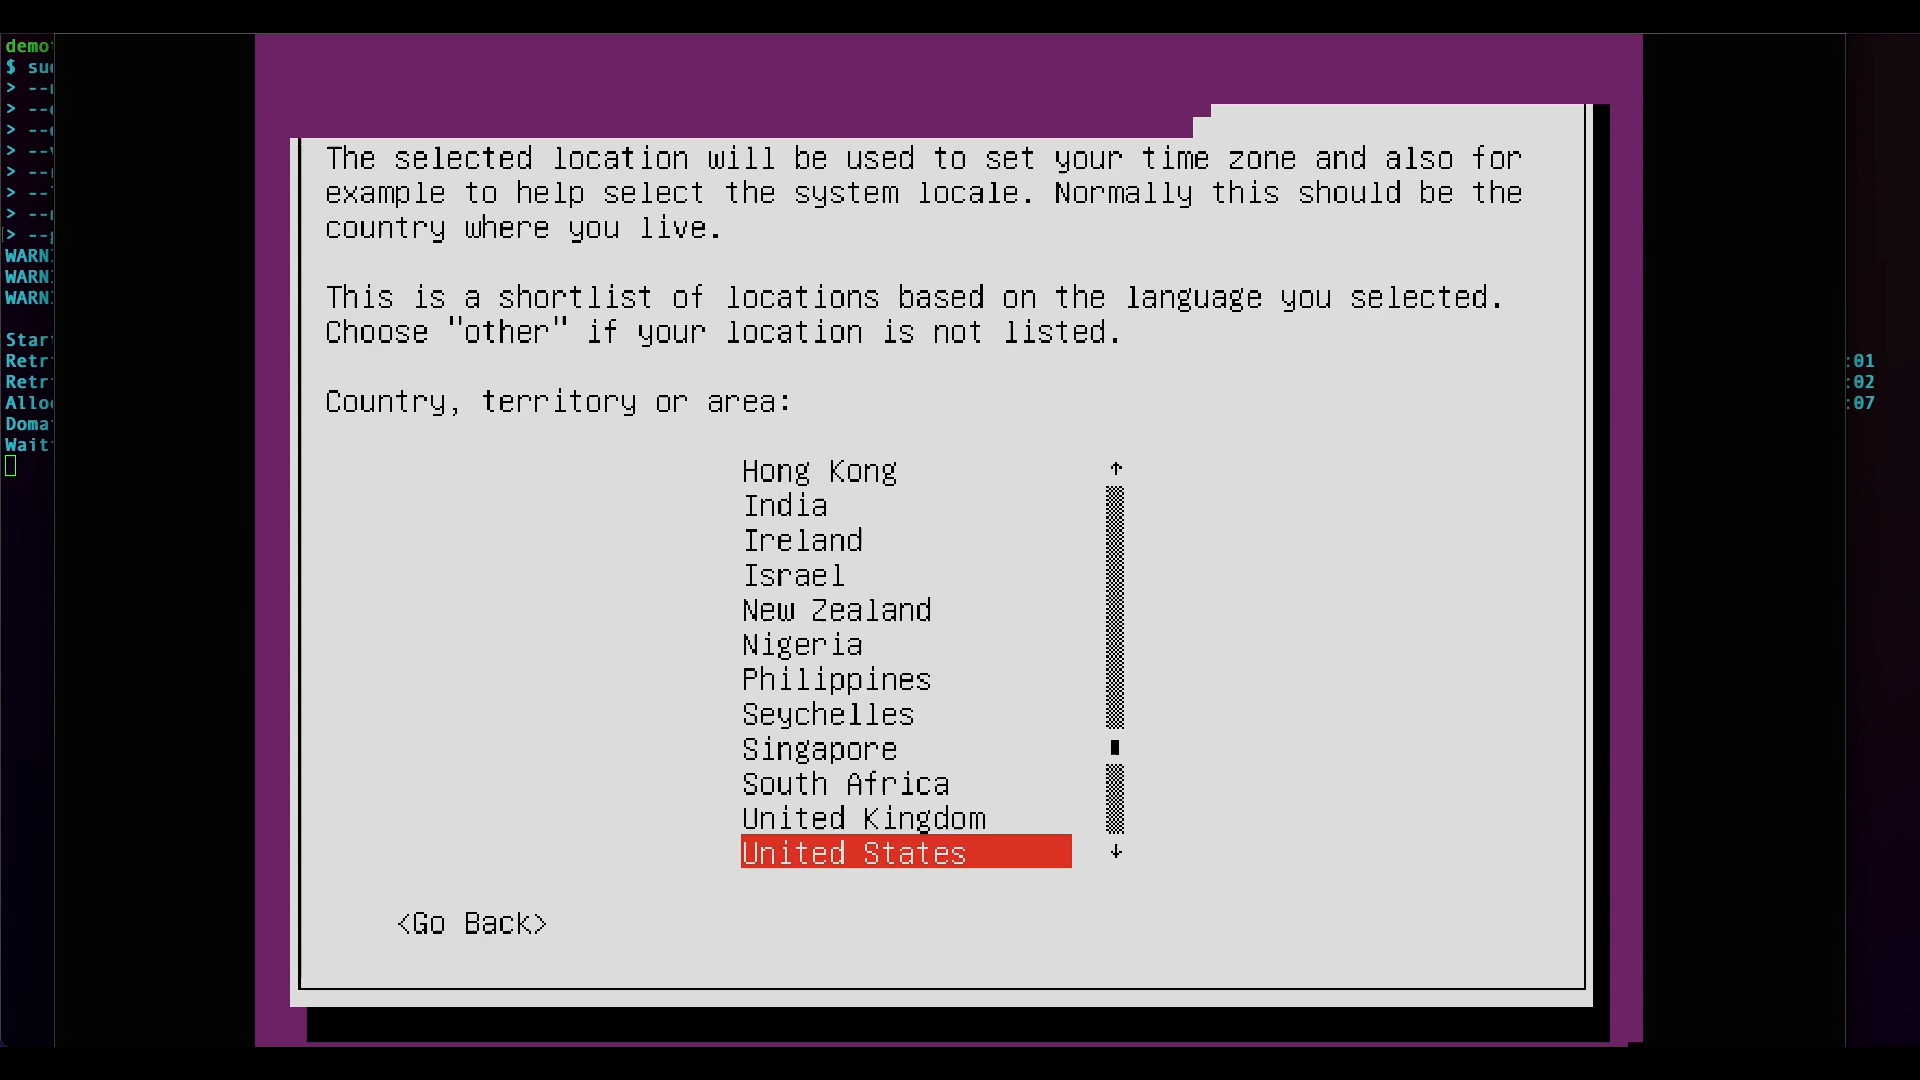 The selected location will be used to set your time zone and also for
example to help select the system locale. Normally this should be the
country where you live.
This is a shortlist of locations based on the language you selected.
Choose "other" if your location is not listed.
Country, territory or area:
Hong Kong
India
Ireland
Israel
New Zealand
Nigeria
Philippines
Seychelles
Singapore
South Africa
United Kingdom
United States
<Go Back>
$
> --
> --
> --
> --
> --
> --
> --
> --
:01
:02
:07